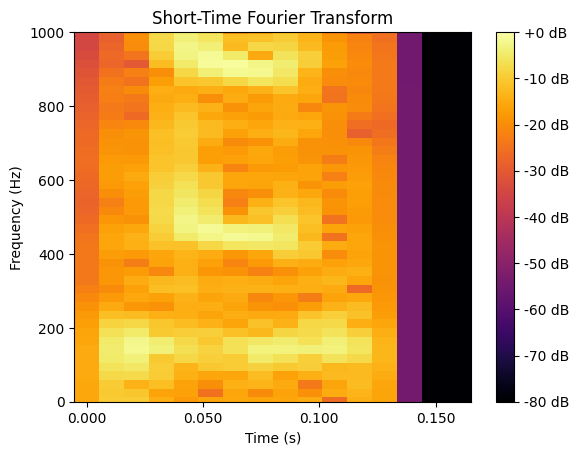 Short-Time Fourier Transform
1000
800
600
400
200
0
Frequency (Hz)
0.000
0.050
0.100
0.150
Time (s)
+0 dB
-10 dB
-20 dB
-30 dB
-40 dB
-50 dB
-60 dB
-70 dB
-80 dB